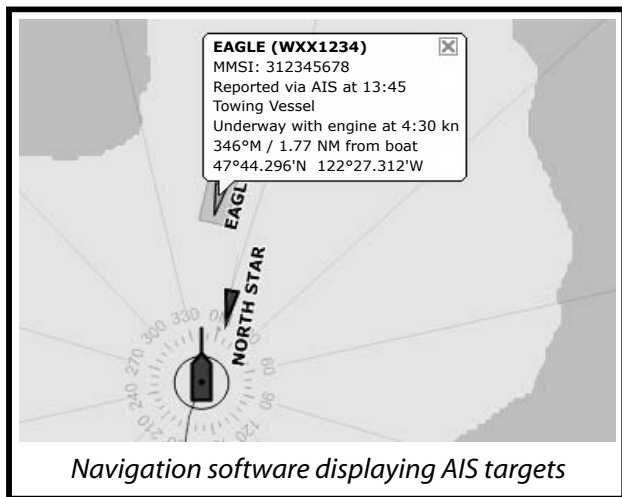 EAGLE (WXX1234)
MMSI: 312345678
Reported via AIS at 13:45
Towing Vessel
Underway with engine at 4:30 kn
346°M / 1.77 NM from boat
47°44.296'N 122°27.312'W
EAGL
NORTH STAR
330
300
270
240
210
60
90
120
Navigation software displaying AIS targets